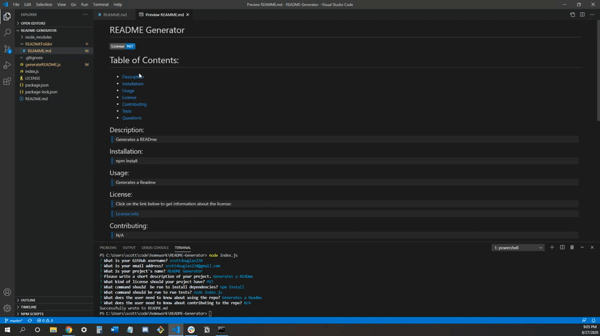 File Edit Selection View Go Run Terminal Help
Preview README.md - README-Generator - Visual Studio Code
EXPLORER
README.md
Preview README.md
OPEN EDITORS
README-GENERATOR
node_modules
READMEFolder
README.md
.gitignore
generateREADME.js
index.js
LICENSE
package.json
package-lock.json
README.md
README Generator
License MIT
Table of Contents:
Description
Installation
Usage
License
Contributing
Tests
Questions
Description:
Generates a READme
Installation:
npm install
Usage:
Generates a Readme
License:
Click on the link below to get information about the license:
License Info
Contributing:
N/A
PROBLEMS OUTPUT DEBUG CONSOLE TERMINAL
1: powershell
PS C:\Users\scott\code\homework\README-Generator> node index.js
? What is your GitHub username?
? What is your email address?
? What is your project's name? README Generator
? Please write a short description of your project. Generates a READme
? What kind of license should your project have? MIT
? What command should be run to install dependencies? npm install
? What command should be run to run tests? node index.js
? What does the user need to know about using the repo? Generates a Readme
? What does the user need to know about contributing to the repo? N/A
Successfully wrote to README.md
PS C:\Users\scott\code\homework\README-Generator>
OUTLINE
TIMELINE
NPM SCRIPTS
master*
0 0
9:05 PM
8/17/2020